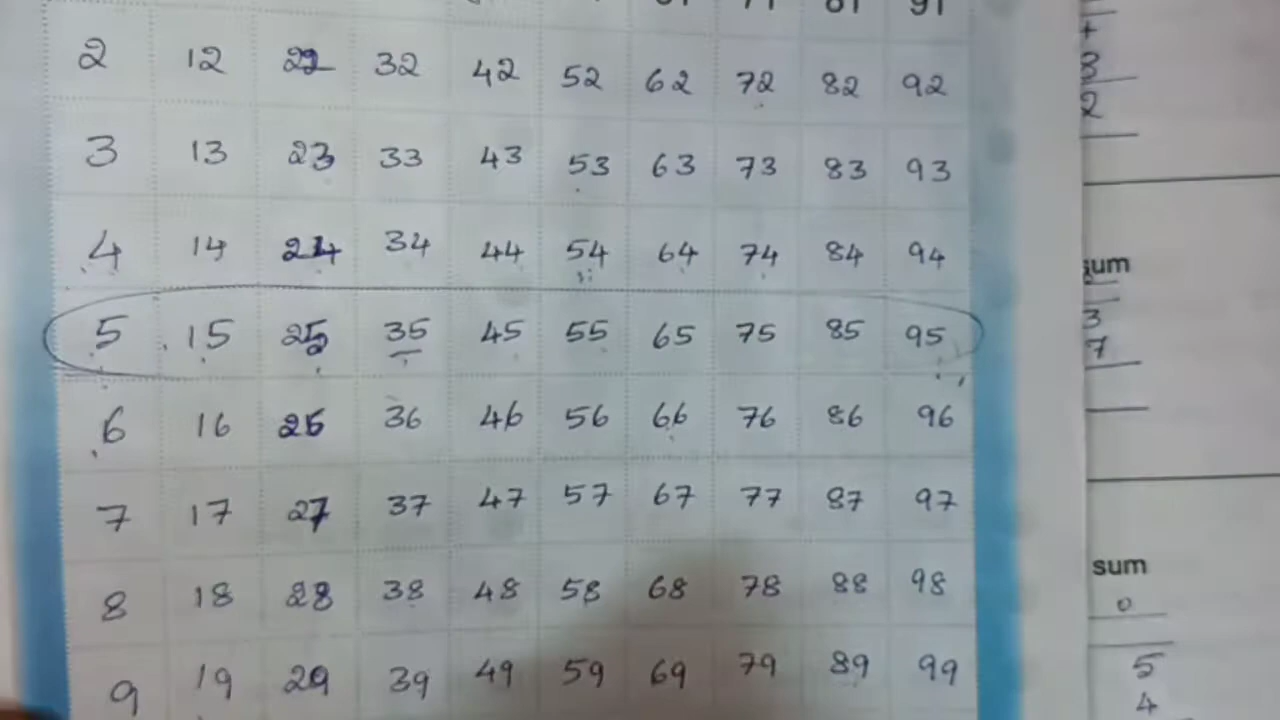 81 91
2 12 22 32 42 52 62 72 82 92
3 13 23 33 43 53 63 73 83 93
4 14 24 34 44 54 64 74 84 94
5 15 25 35 45 55 65 75 85 95
6 16 26 36 46 56 66 76 86 96
7 17 27 37 47 57 67 77 87 97
8 18 28 38 48 58 68 78 88 98
9 19 29 39 49 59 69 79 89 99
+
3
2
sum
3
7
sum
0
5
4